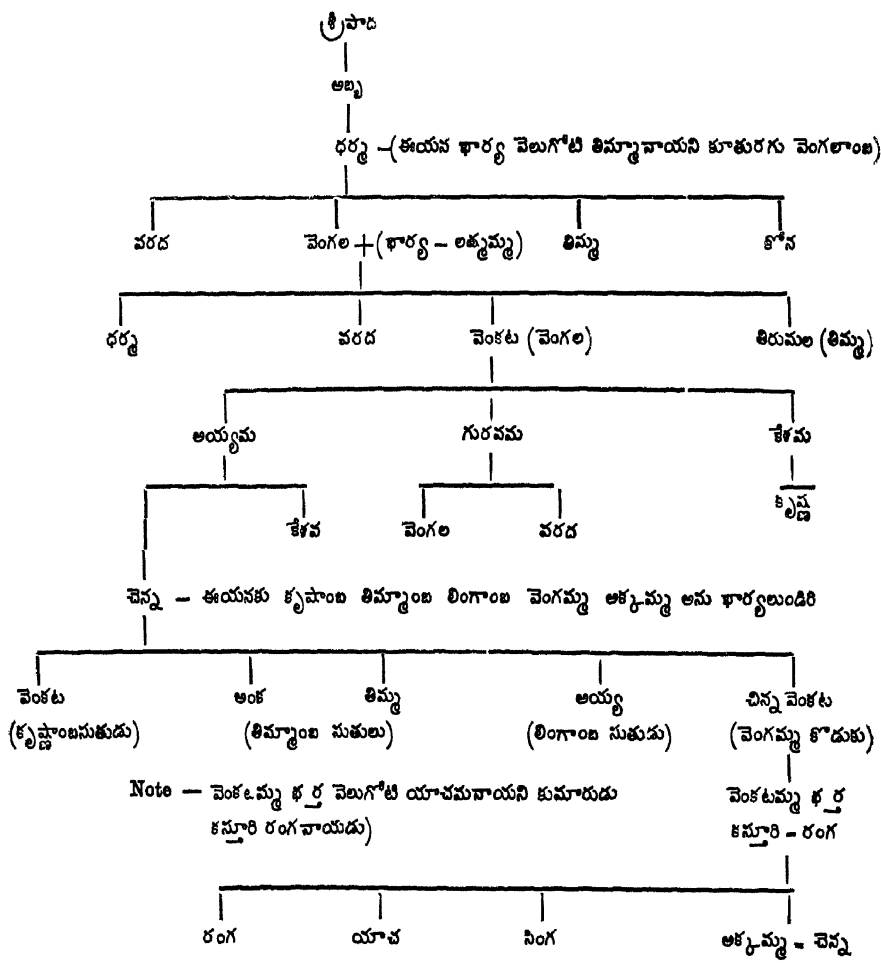 శ్రీపాద
అబ్బ
ధర్మ –(ఈయన భార్య వెలుగోటి తిమ్మానాయని కూతురగు వెంగలాంబ)
వరద వెంగల – (భార్య – లక్ష్మమ్మ) తిమ్మ కోన
ధర్మ వరద వెంకట (వెంగల) తిరుమల (తిమ్మ)
అయ్యమ గురవమ కేశమ
కృష్ణ
కేశవ వెంగల వరద
చెన్న – ఈయనకు కృష్ణాంబ తిమ్మాంబ లింగాంబ వెంగమ్మ అక్కమ్మ అను భార్యలుండిరి
వెంకట అంక తిమ్మ అయ్య చిన్న వెంకట
(కృష్ణాంబసుతుడు) (తిమ్మాంబ సుతులు) (లింగాంబ సుతుడు) (వెంగమ్మ కొడుకు)
Note – వెంకటమ్మ భర్త వెలుగోటి యాచమనాయని కుమారుడు వెంకటమ్మ భర్త
కస్తూరి రంగనాయడు) కస్తూరి – రంగ
రంగ యాచ సింగ అక్కమ్మ – చెన్న